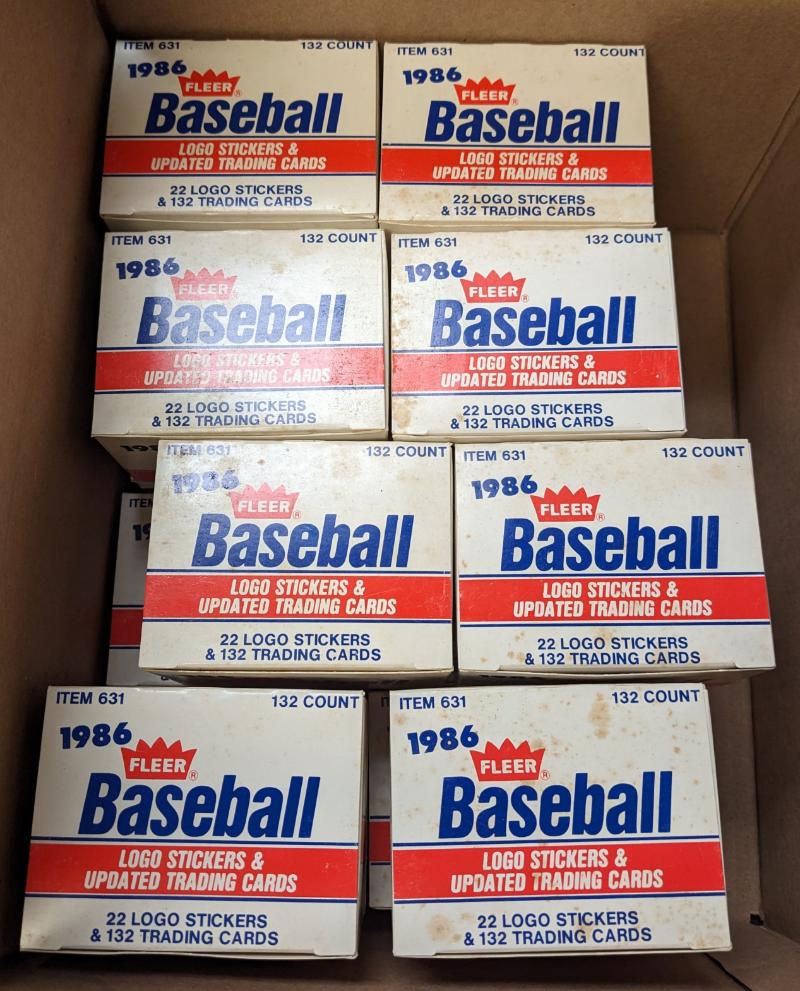 ITEM 631 132 COUNT
1986
FLEER®
Baseball
LOGO STICKERS &
UPDATED TRADING CARDS
22 LOGO STICKERS
& 132 TRADING CARDS
ITEM 631 132 COUNT
1986
FLEER®
Baseball
LOGO STICKERS &
UPDATED TRADING CARDS
22 LOGO STICKERS
& 132 TRADING CARDS
ITEM 631 132 COUNT
1986
FLEER®
Baseball
LOGO STICKERS &
UPDATED TRADING CARDS
22 LOGO STICKERS
& 132 TRADING CARDS
ITEM 631 132 COUNT
1986
FLEER®
Baseball
LOGO STICKERS &
UPDATED TRADING CARDS
22 LOGO STICKERS
& 132 TRADING CARDS
ITEM 631 132 COUNT
1986
FLEER®
Baseball
LOGO STICKERS &
UPDATED TRADING CARDS
22 LOGO STICKERS
& 132 TRADING CARDS
ITEM 631 132 COUNT
1986
FLEER®
Baseball
LOGO STICKERS &
UPDATED TRADING CARDS
22 LOGO STICKERS
& 132 TRADING CARDS
ITEM 631 132 COUNT
1986
FLEER®
Baseball
LOGO STICKERS &
UPDATED TRADING CARDS
22 LOGO STICKERS
& 132 TRADING CARDS
ITEM 631 132 COUNT
1986
FLEER®
Baseball
LOGO STICKERS &
UPDATED TRADING CARDS
22 LOGO STICKERS
& 132 TRADING CARDS